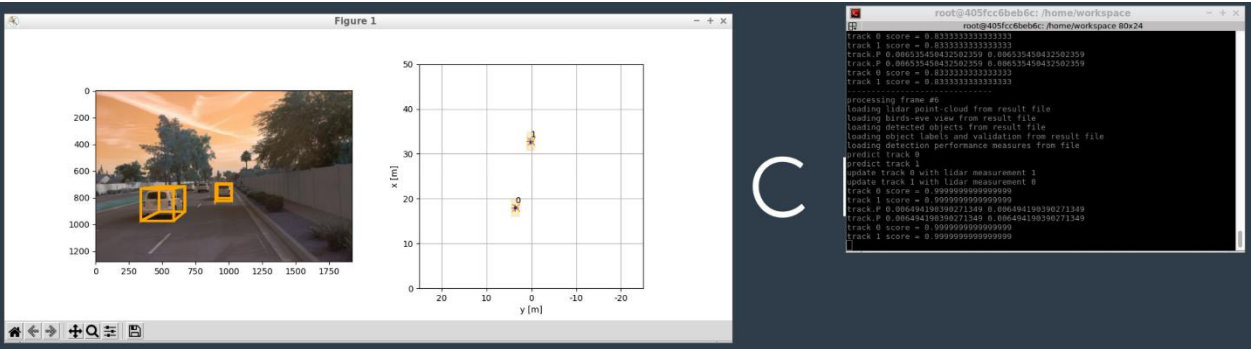 Figure 1
0
200
400
600
800
1000
1200
0 250 500 750 1000 1250 1500 1750
50
40
30
20
10
0
x [m]
1
0
20 10 0 -10 -20
y [m]
C
root@405fcc6beb6c: /home/workspace
root@405fcc6beb6c: /home/workspace 80x24
track 0 score = 0.8333333333333333
track 1 score = 0.8333333333333333
track.P 0.006535450432502359 0.006535450432502359
track.P 0.006535450432502359 0.006535450432502359
track 0 score = 0.8333333333333333
track 1 score = 0.8333333333333333
------------------------------
processing frame #6
loading lidar point-cloud from result file
loading birds-eye view from result file
loading detected objects from result file
loading object labels and validation from result file
loading detection performance measures from file
predict track 0
predict track 1
update track 0 with lidar measurement 1
update track 1 with lidar measurement 0
track 0 score = 0.9999999999999999
track 1 score = 0.9999999999999999
track.P 0.006494190390271349 0.006494190390271349
track.P 0.006494190390271349 0.006494190390271349
track 0 score = 0.9999999999999999
track 1 score = 0.9999999999999999